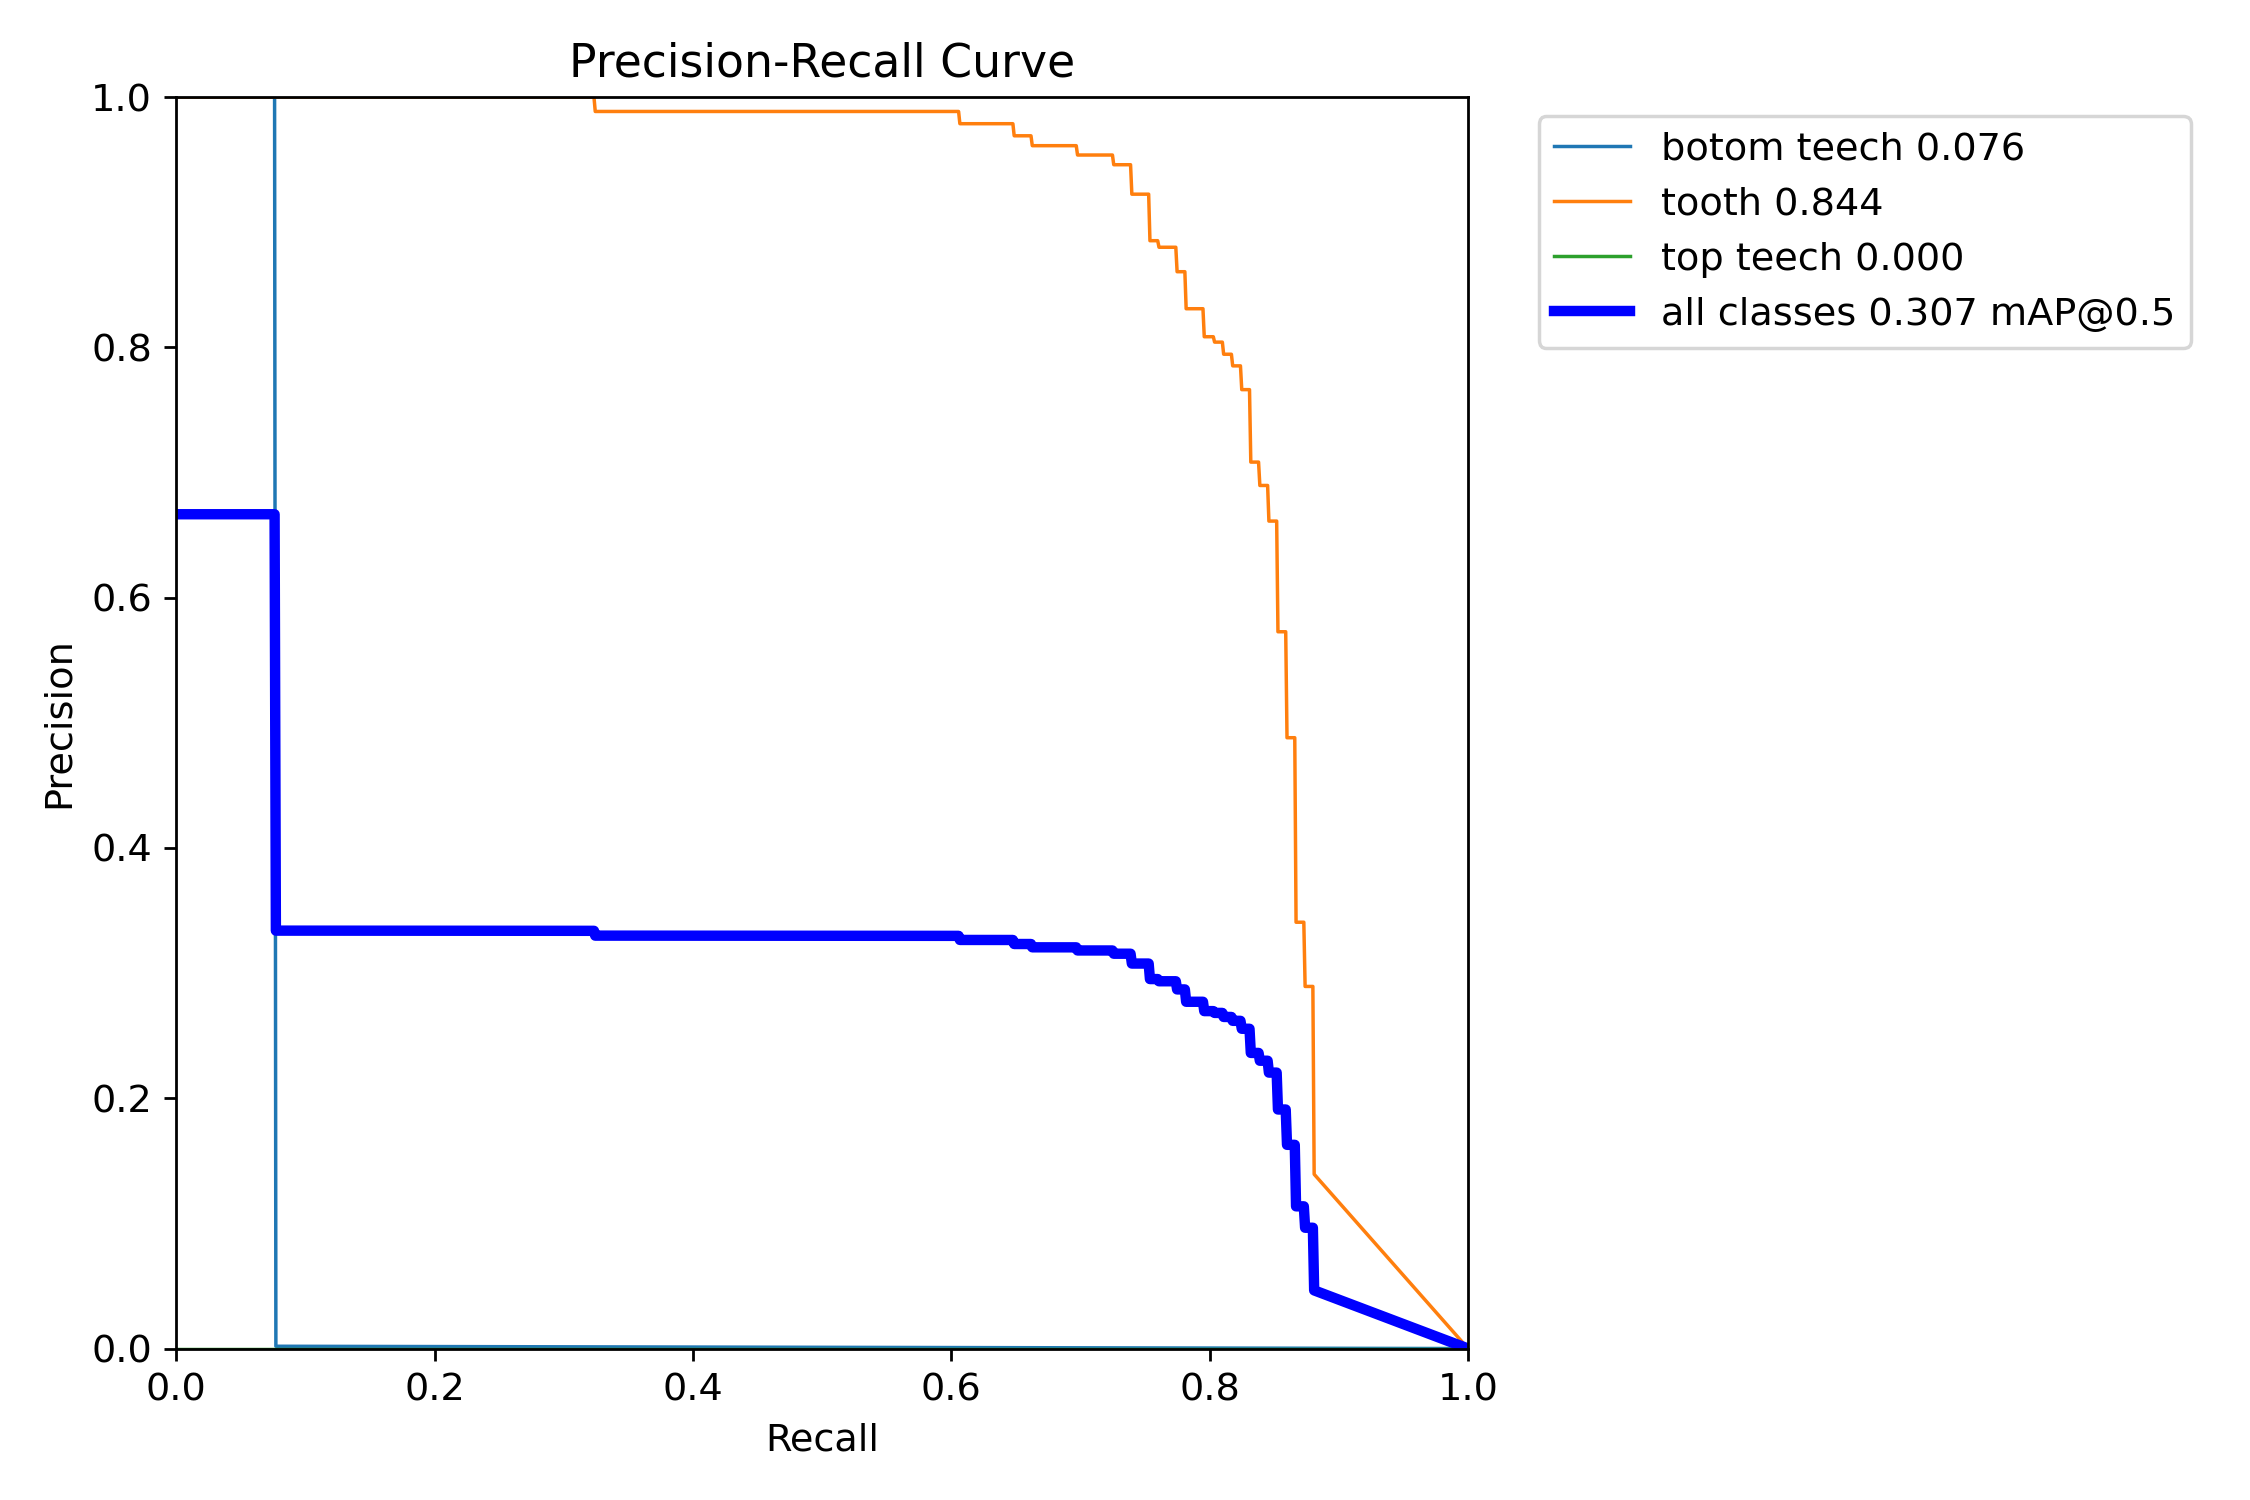 Precision-Recall Curve
1.0
0.8
0.6
0.4
0.2
0.0
Precision
0.0 0.2 0.4 0.6 0.8 1.0
Recall
botom teech 0.076
tooth 0.844
top teech 0.000
all classes 0.307 mAP@0.5